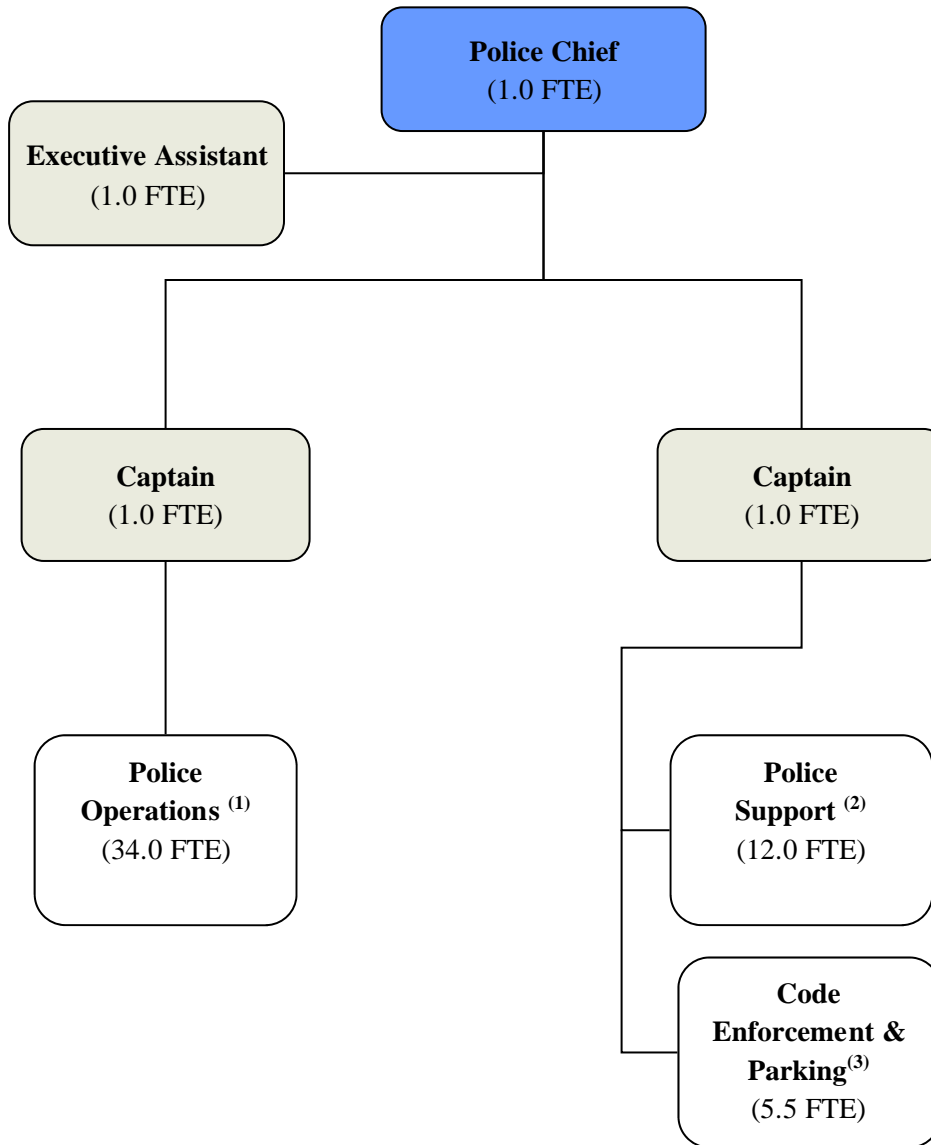 Police Chief
(1.0 FTE)
Executive Assistant
(1.0 FTE)
Captain
(1.0 FTE)
Captain
(1.0 FTE)
Police
Operations (1)
(34.0 FTE)
Police
Support (2)
(12.0 FTE)
Code
Enforcement &
Parking(3)
(5.5 FTE)